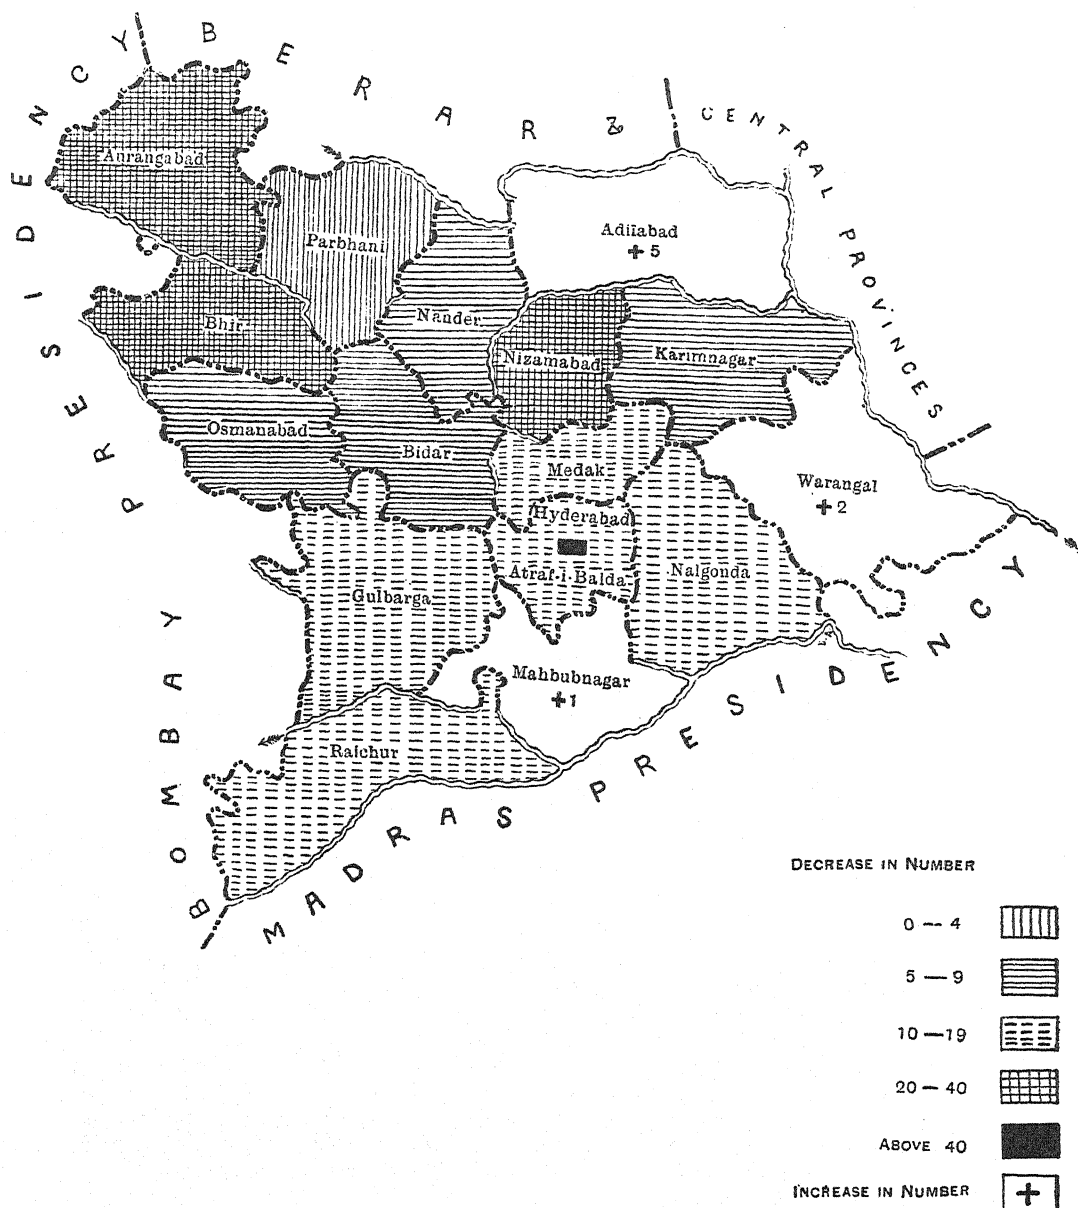 BERARZ
CENTRAL PROVINCES
BOMBAY PRESIDENCY
Aurangabad
Parbhani
Adilabad
+ 5
Bhir
Nander
Nizamabad
Karimnagar
Osmanabad
Bidar
Medak
Warangal
+ 2
Hyderabad
Atraf-i-Balda
Nalgonda
Gulbarga
Mahbubnagar
+1
Raichur
MADRAS PRESIDENCY
DECREASE IN NUMBER
0 — 4
5 — 9
10 — 19
20 — 40
ABOVE 40
INCREASE IN NUMBER +